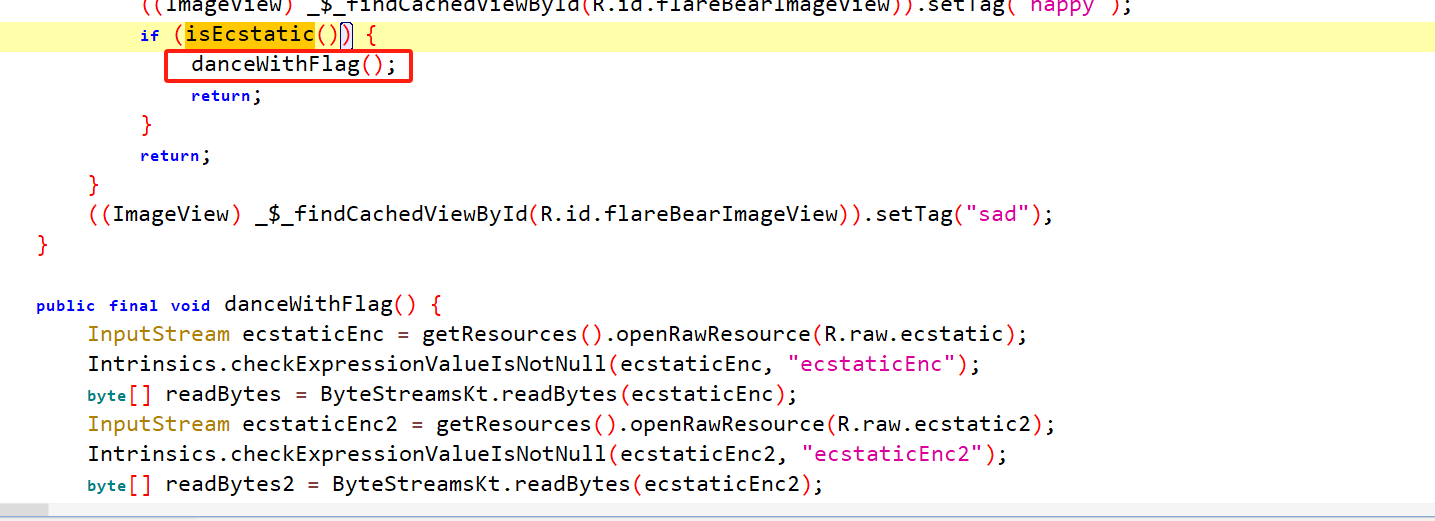 ((ImageView) _$_findCachedViewById(R.id.flareBearImageView)).setTag("happy");
if (isEcstatic()) {
danceWithFlag();
return;
}
return;
}
((ImageView) _$_findCachedViewById(R.id.flareBearImageView)).setTag("sad");
}
public final void danceWithFlag() {
InputStream ecstaticEnc = getResources().openRawResource(R.raw.ecstatic);
Intrinsics.checkExpressionValueIsNotNull(ecstaticEnc, "ecstaticEnc");
byte[] readBytes = ByteStreamsKt.readBytes(ecstaticEnc);
InputStream ecstaticEnc2 = getResources().openRawResource(R.raw.ecstatic2);
Intrinsics.checkExpressionValueIsNotNull(ecstaticEnc2, "ecstaticEnc2");
byte[] readBytes2 = ByteStreamsKt.readBytes(ecstaticEnc2);